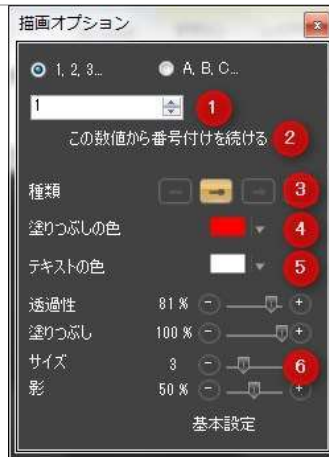 描画オプション
1, 2, 3... A, B, C...
1 1
この数値から番号付けを続ける 2
種類 3
塗りつぶしの色 4
テキストの色 5
透過性 81 %
塗りつぶし 100 %
サイズ 3 6
影 50 %
基本設定